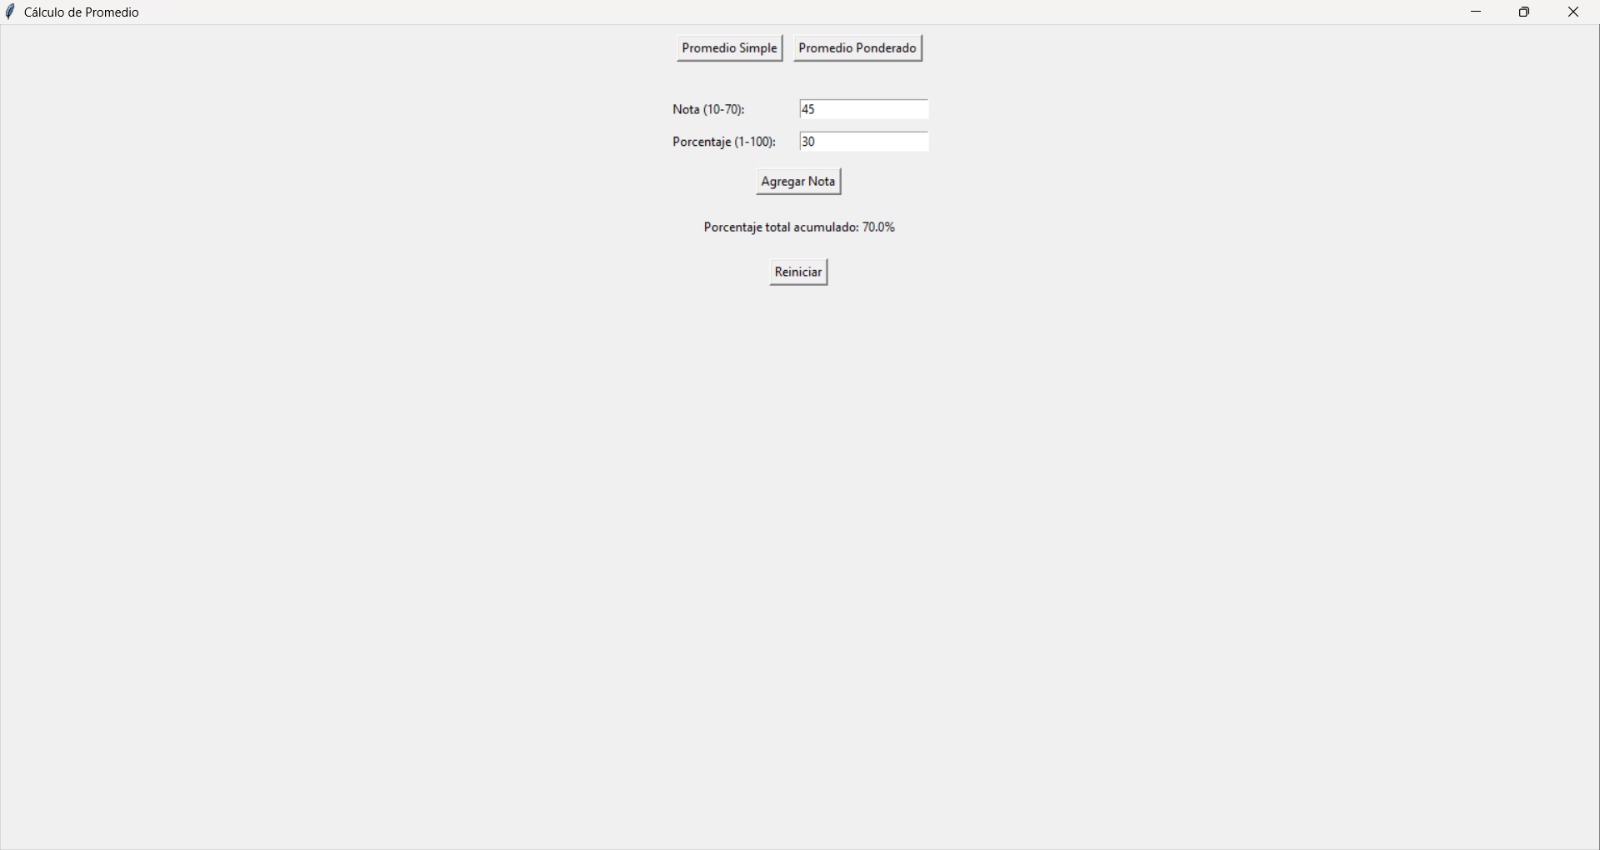 Cálculo de Promedio
Promedio Simple Promedio Ponderado
Nota (10-70): 45
Porcentaje (1-100): 30
Agregar Nota
Porcentaje total acumulado: 70.0%
Reiniciar